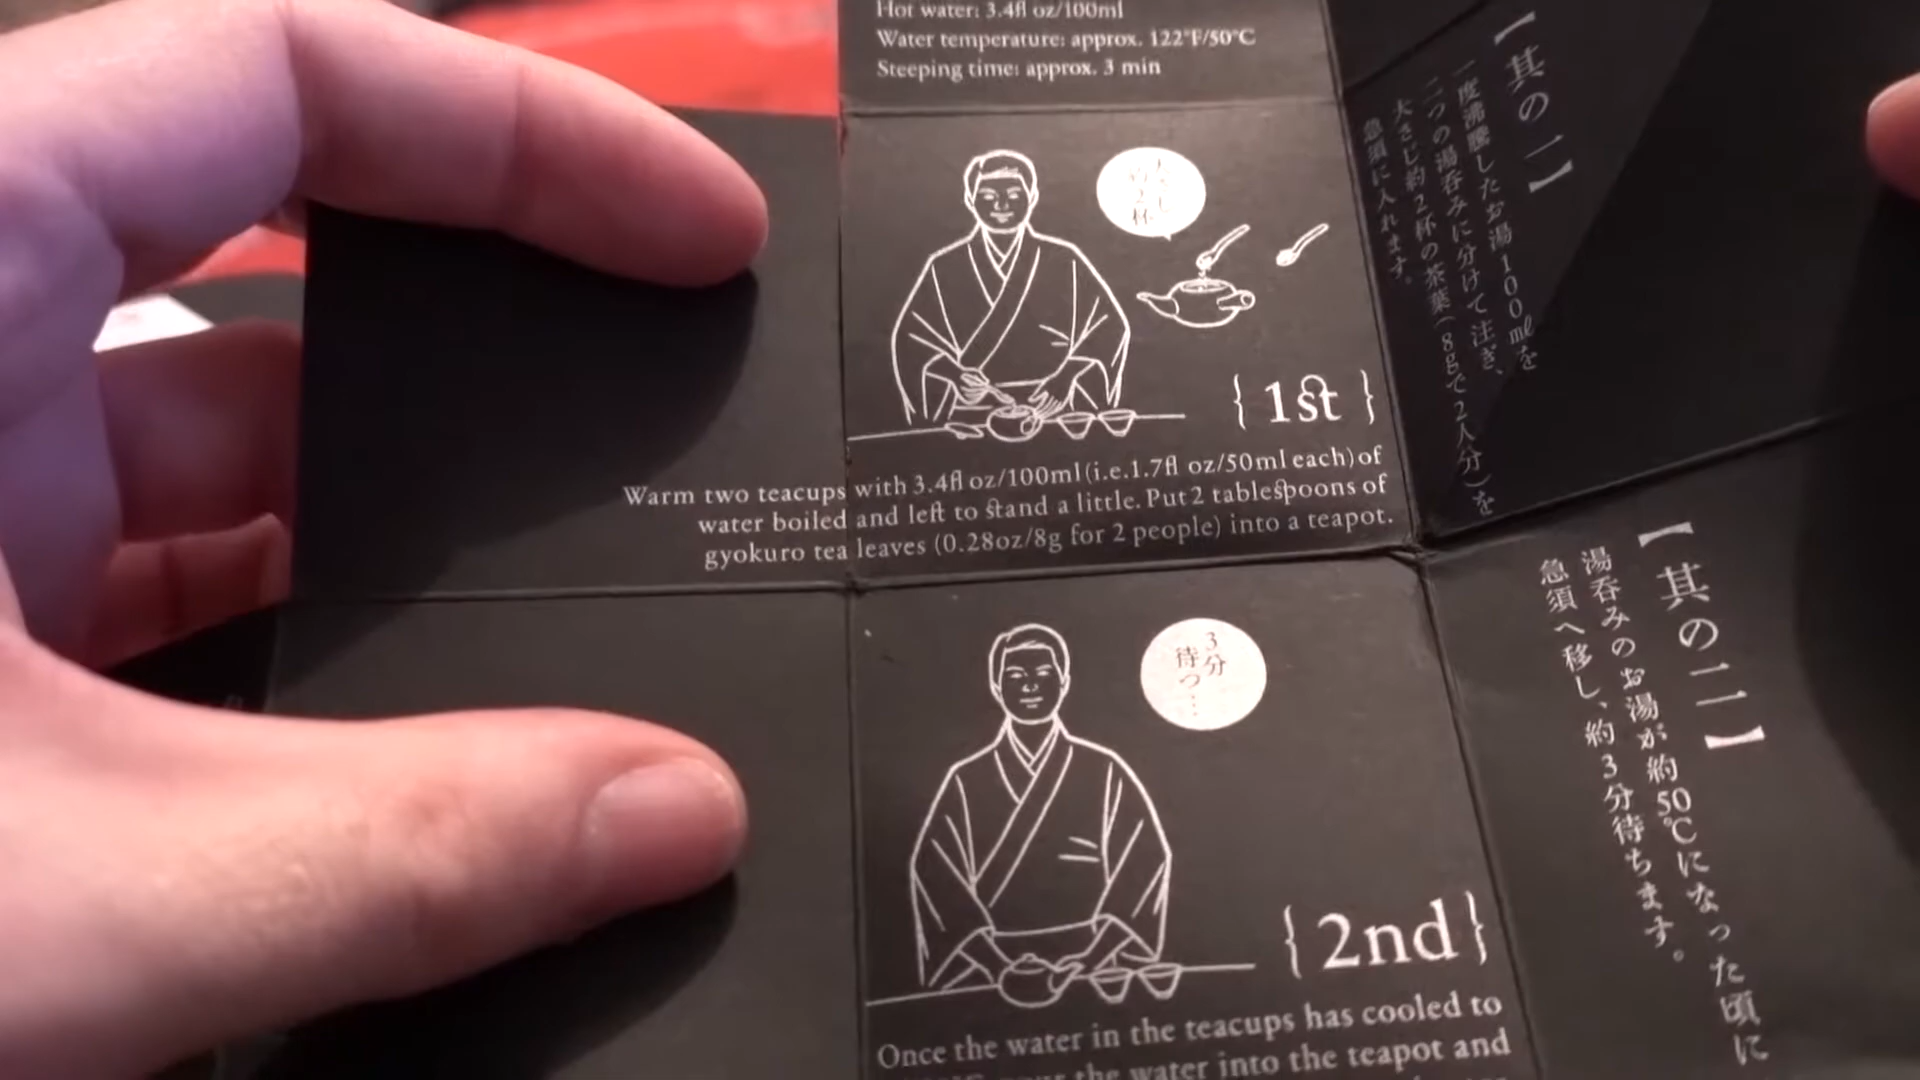 Hot water: 3.4fl oz/100ml
Water temperature: approx. 122°F/50°C
Steeping time: approx. 3 min
約2杯
{ 1st }
Warm two teacups with 3.4fl oz/100ml (i.e.1.7fl oz/50ml each) of
water boiled and left to stand a little. Put 2 tablespoons of
gyokuro tea leaves (0.28oz/8g for 2 people) into a teapot.
【其の一】
一度沸騰したお湯100mlを
二つの湯呑みに分けて注ぎ、
大さじ約2杯の茶葉(8gで2人分)を
急須に入れます。
3分
待つ…
{ 2nd }
Once the water in the teacups has cooled to
the water into the teapot and
【其の二】
湯呑みのお湯が約50℃になった頃に
急須へ移し、約3分待ちます。